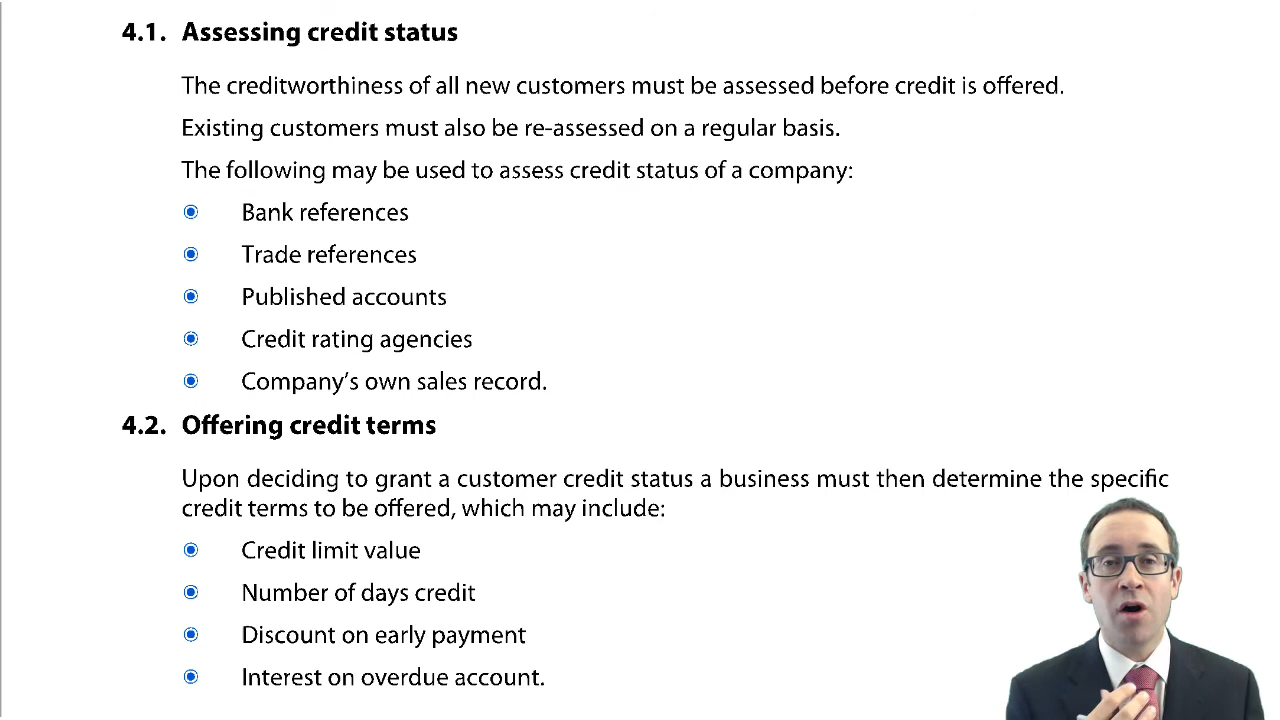 4.1. Assessing credit status
The creditworthiness of all new customers must be assessed before credit is offered.
Existing customers must also be re-assessed on a regular basis.
The following may be used to assess credit status of a company:
Bank references
Trade references
Published accounts
Credit rating agencies
Company's own sales record.
4.2. Offering credit terms
Upon deciding to grant a customer credit status a business must then determine the specific
credit terms to be offered, which may include:
Credit limit value
Number of days credit
Discount on early payment
Interest on overdue account.